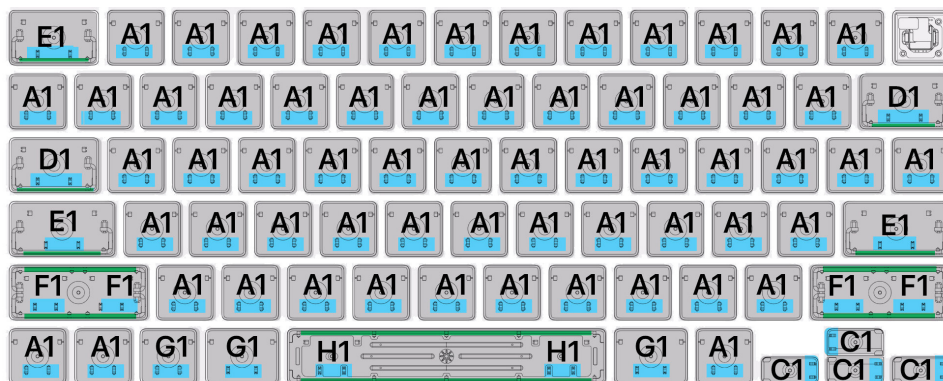 E1 A1 A1 A1 A1 A1 A1 A1 A1 A1 A1 A1 A1
A1 A1 A1 A1 A1 A1 A1 A1 A1 A1 A1 A1 A1 D1
D1 A1 A1 A1 A1 A1 A1 A1 A1 A1 A1 A1 A1 A1
E1 A1 A1 A1 A1 A1 A1 A1 A1 A1 A1 A1 E1
F1 F1 A1 A1 A1 A1 A1 A1 A1 A1 A1 A1 F1 F1
A1 A1 G1 G1 H1 H1 G1 A1 C1
C1 C1 C1